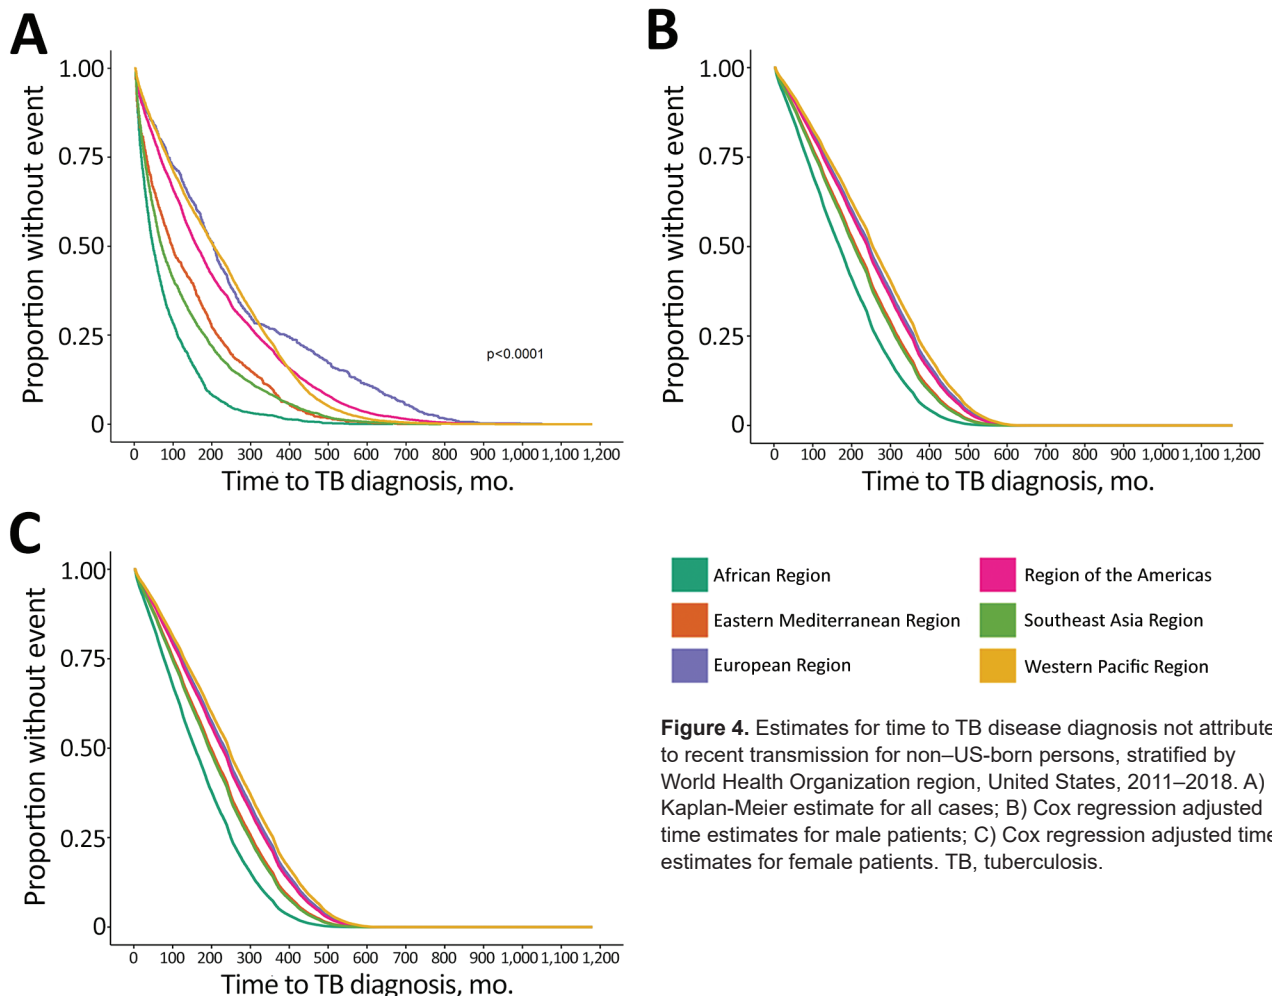 A
Proportion without event
1.00
0.75
0.50
0.25
0
p<0.0001
0 100 200 300 400 500 600 700 800 900 1,000 1,100 1,200
Time to TB diagnosis, mo.
B
Proportion without event
1.00
0.75
0.50
0.25
0
0 100 200 300 400 500 600 700 800 900 1,000 1,100 1,200
Time to TB diagnosis, mo.
C
Proportion without event
1.00
0.75
0.50
0.25
0
0 100 200 300 400 500 600 700 800 900 1,000 1,100 1,200
Time to TB diagnosis, mo.
African Region
Eastern Mediterranean Region
European Region
Region of the Americas
Southeast Asia Region
Western Pacific Region
Figure 4. Estimates for time to TB disease diagnosis not attribute
to recent transmission for non–US-born persons, stratified by
World Health Organization region, United States, 2011–2018. A)
Kaplan-Meier estimate for all cases; B) Cox regression adjusted
time estimates for male patients; C) Cox regression adjusted time
estimates for female patients. TB, tuberculosis.